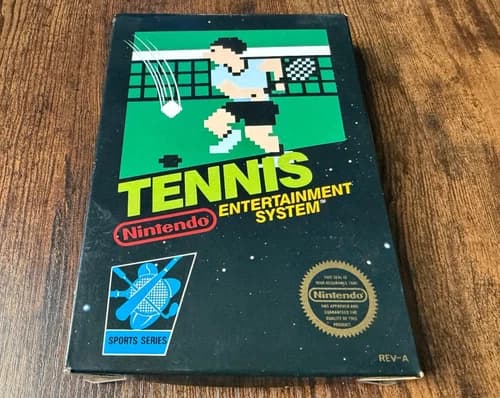 TENNIS
Nintendo®
ENTERTAINMENT
SYSTEM™
SPORTS SERIES
THIS SEAL IS
YOUR ASSURANCE THAT
Nintendo
HAS APPROVED AND
GUARANTEED THE
QUALITY OF THIS
PRODUCT.
REV-A